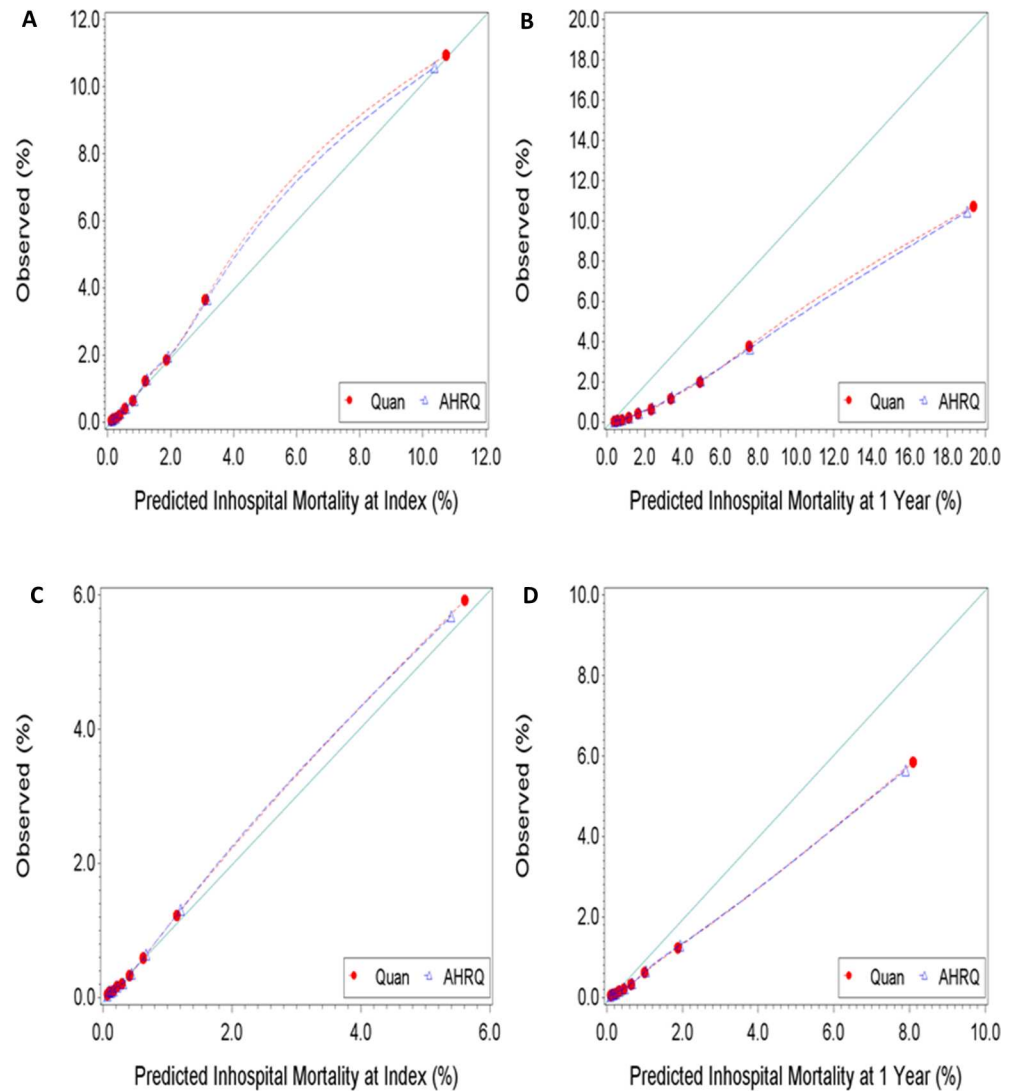 A
12.0
10.0
8.0
6.0
4.0
2.0
0.0
Observed (%)
Quan AHRQ
0.0 2.0 4.0 6.0 8.0 10.0 12.0
Predicted Inhospital Mortality at Index (%)
B
20.0
18.0
16.0
14.0
12.0
10.0
8.0
6.0
4.0
2.0
0.0
Observed (%)
Quan AHRQ
0.0 2.0 4.0 6.0 8.0 10.0 12.0 14.0 16.0 18.0 20.0
Predicted Inhospital Mortality at 1 Year (%)
C
6.0
4.0
2.0
0.0
Observed (%)
Quan AHRQ
0.0 2.0 4.0 6.0
Predicted Inhospital Mortality at Index (%)
D
10.0
8.0
6.0
4.0
2.0
0.0
Observed (%)
Quan AHRQ
0.0 2.0 4.0 6.0 8.0 10.0
Predicted Inhospital Mortality at 1 Year (%)